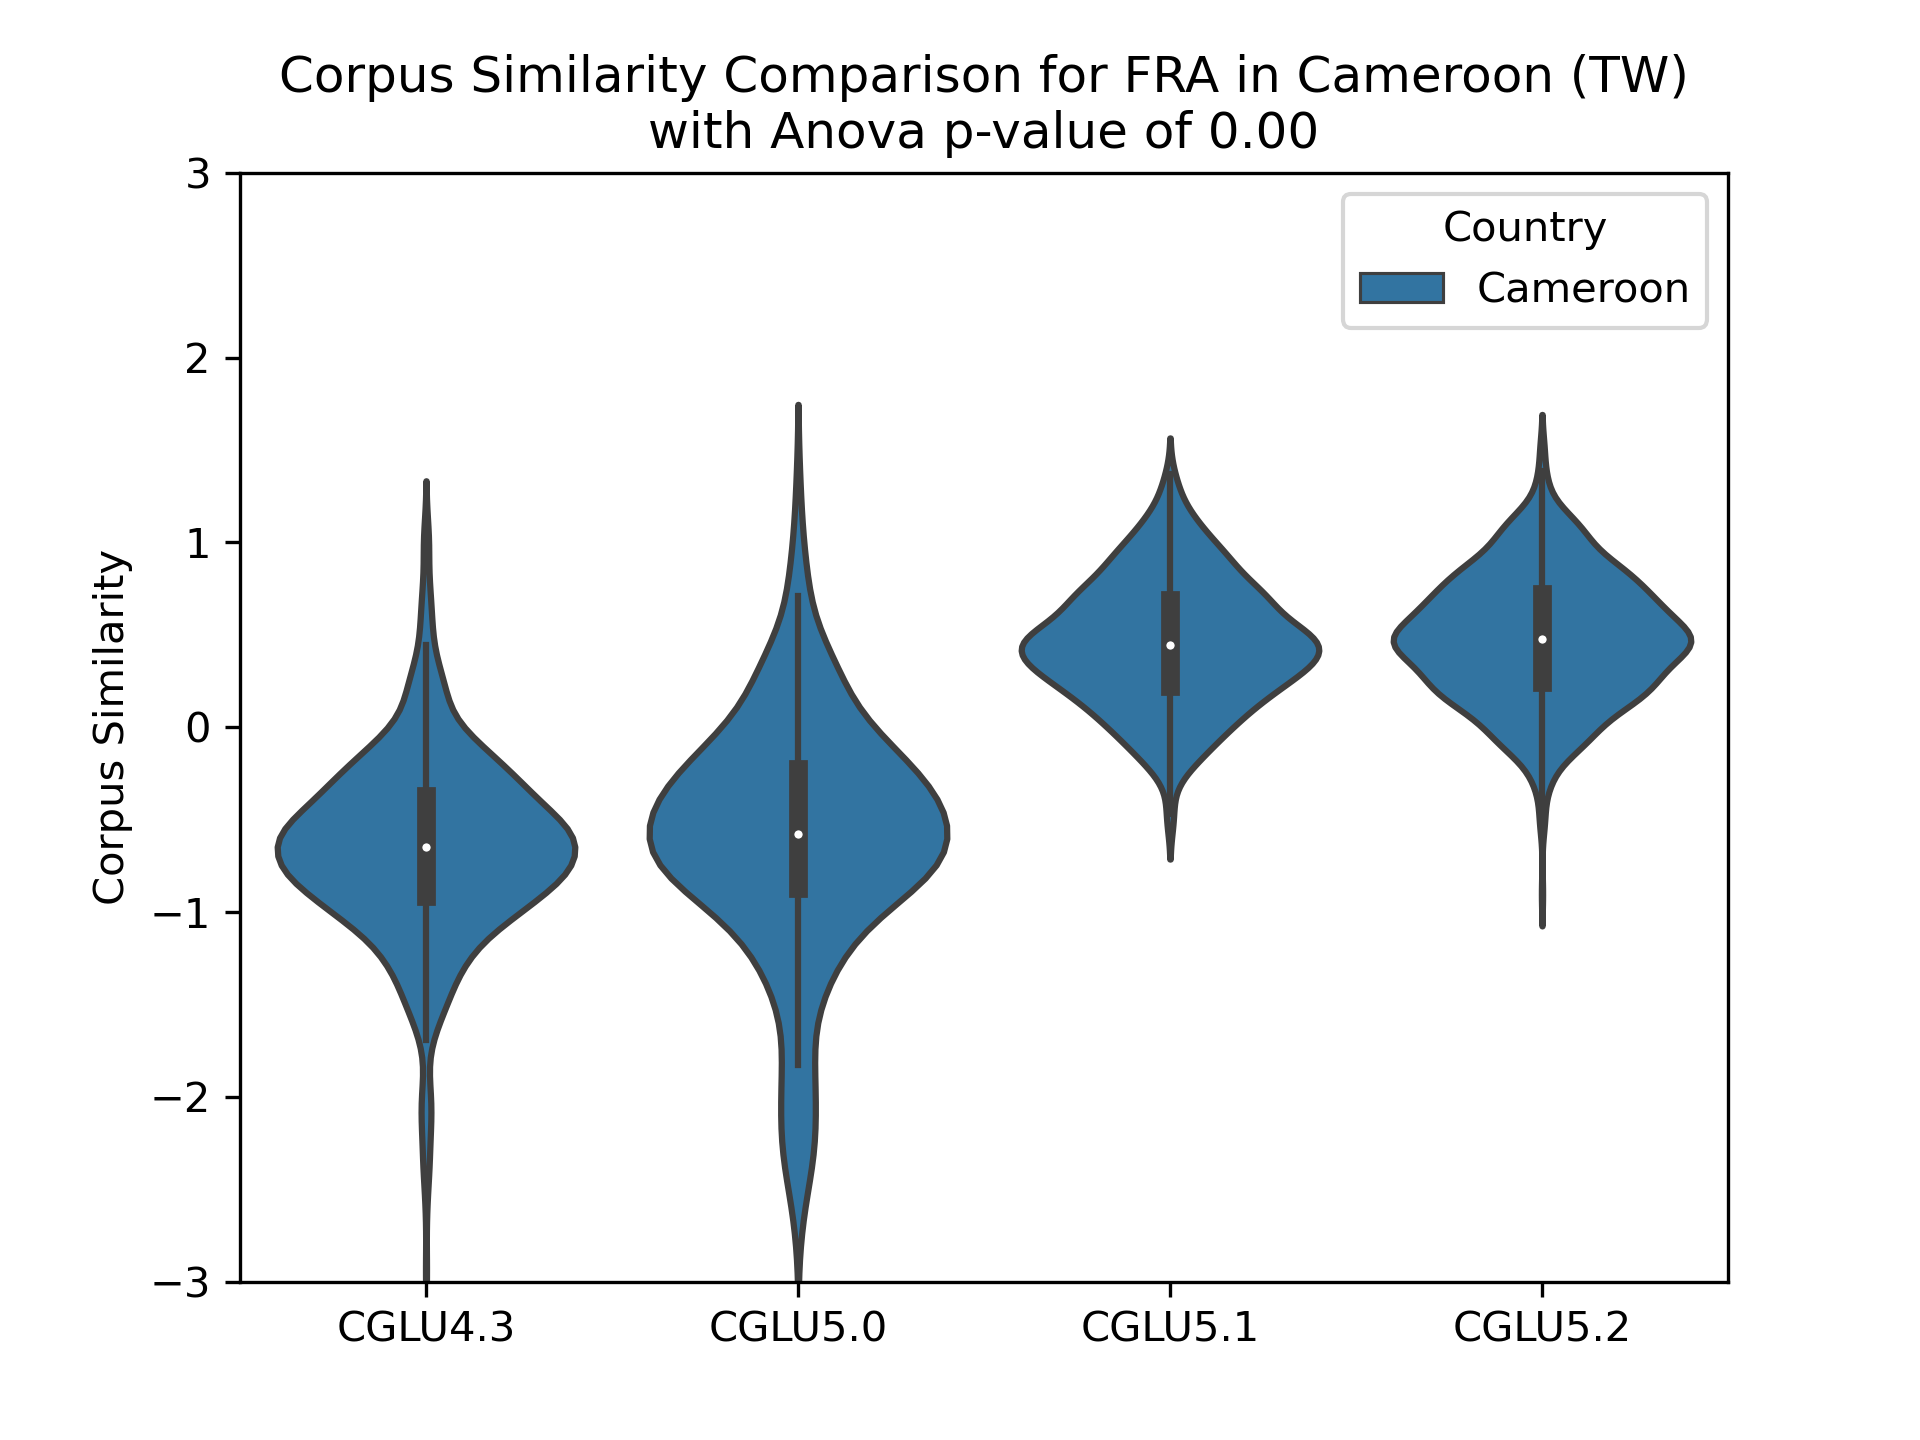 Corpus Similarity Comparison for FRA in Cameroon (TW)
with Anova p-value of 0.00
Country
Cameroon
Corpus Similarity
3
2
1
0
−1
−2
−3
CGLU4.3
CGLU5.0
CGLU5.1
CGLU5.2